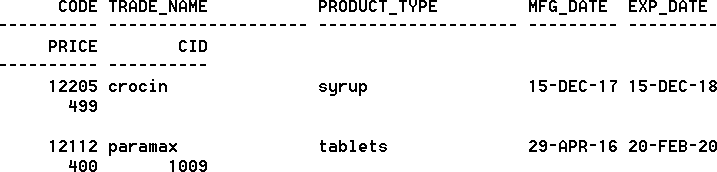 CODE TRADE_NAME PRODUCT_TYPE MFG_DATE EXP_DATE
---------- -------------------- -------------------- --------- ---------
PRICE CID
---------- ----------
12205 crocin syrup 15-DEC-17 15-DEC-18
499
12112 paramax tablets 29-APR-16 20-FEB-20
400 1009